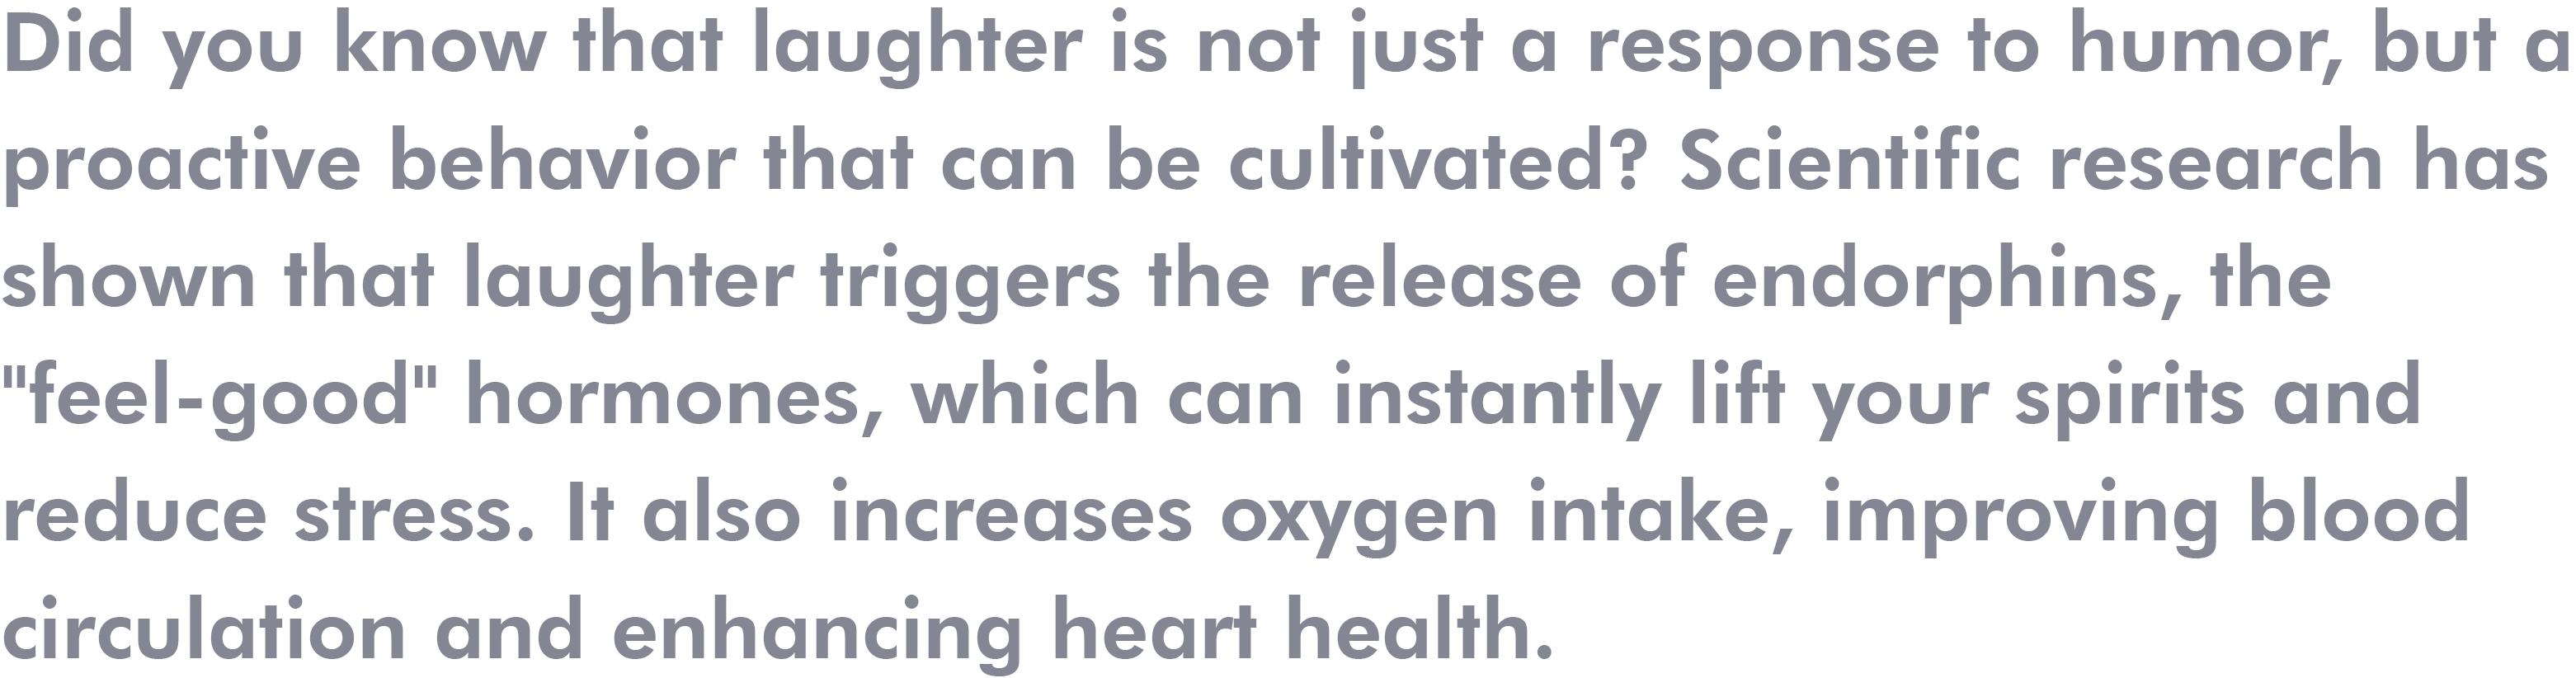 Did you know that laughter is not just a response to humor, but a
proactive behavior that can be cultivated? Scientific research has
shown that laughter triggers the release of endorphins, the
"feel-good" hormones, which can instantly lift your spirits and
reduce stress. It also increases oxygen intake, improving blood
circulation and enhancing heart health.